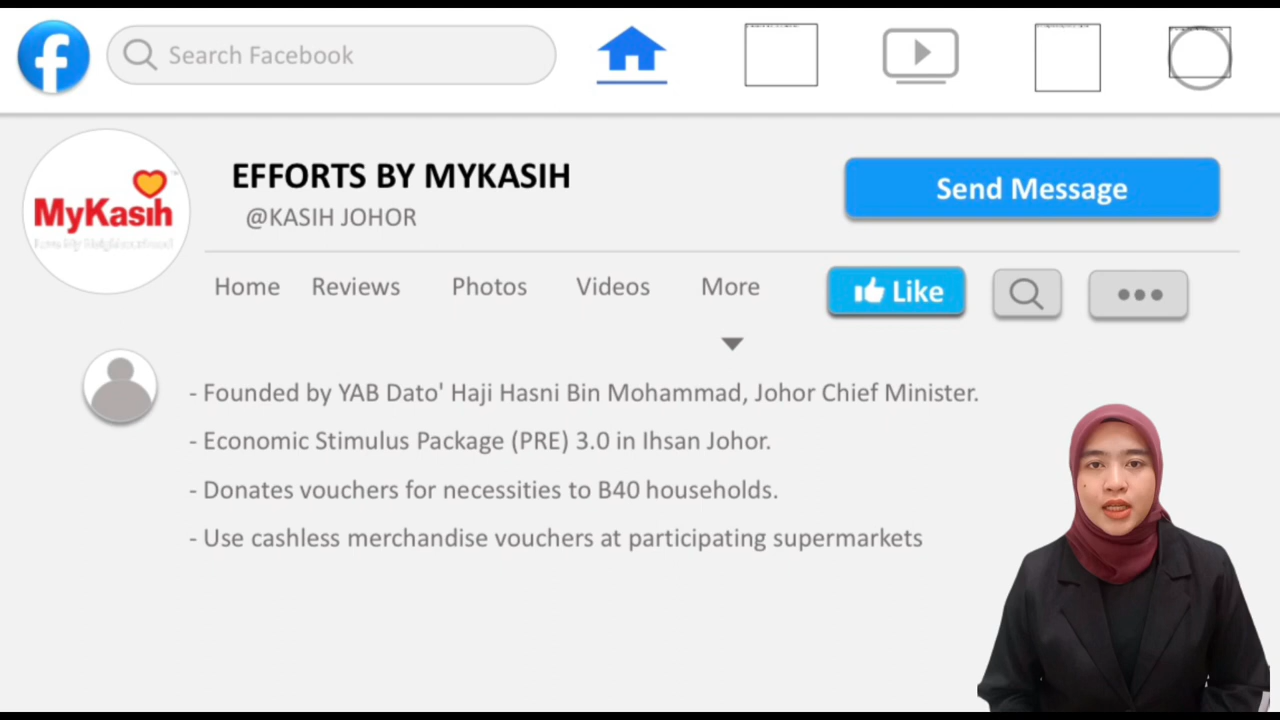 Search Facebook
EFFORTS BY MYKASIH
@KASIH JOHOR
Send Message
MyKasih
Home Reviews Photos Videos More
Like
- Founded by YAB Dato' Haji Hasni Bin Mohammad, Johor Chief Minister.
- Economic Stimulus Package (PRE) 3.0 in Ihsan Johor.
- Donates vouchers for necessities to B40 households.
- Use cashless merchandise vouchers at participating supermarkets